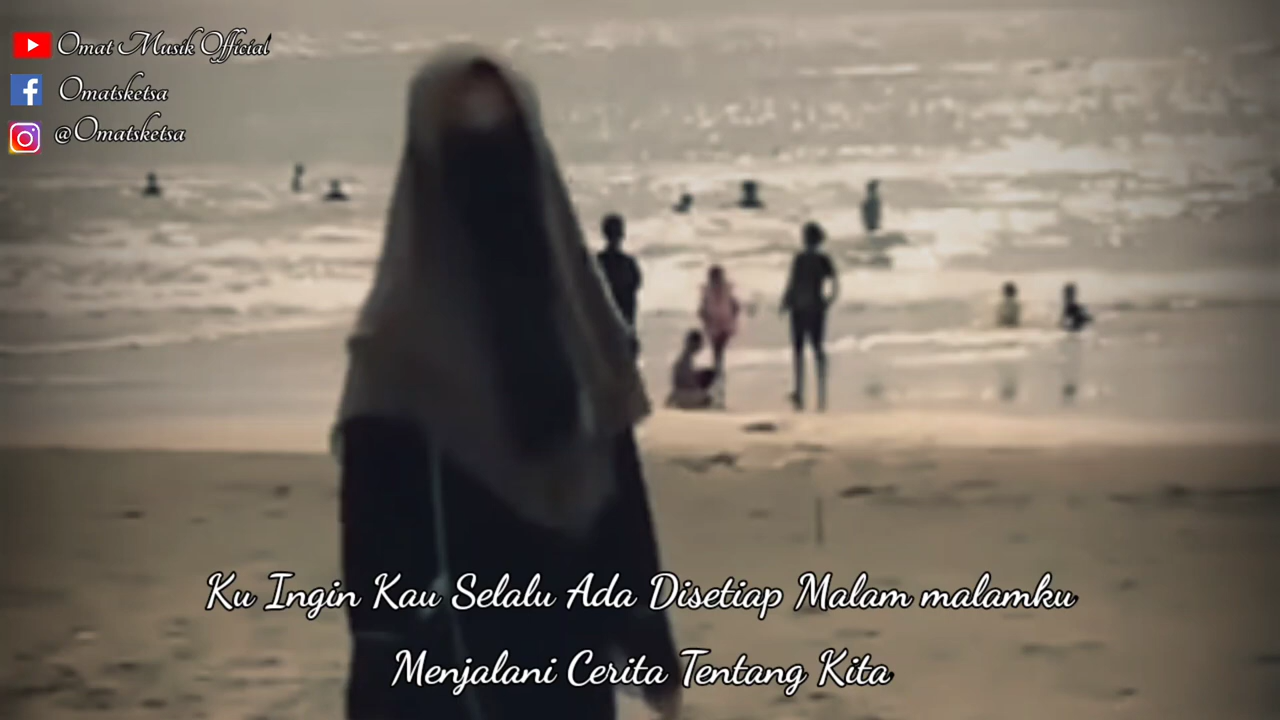 Omat Musik Official
Omatsketsa
@Omatsketsa
Ku Ingin Kau Selalu Ada Disetiap Malam malamku
Menjalani Cerita Tentang Kita